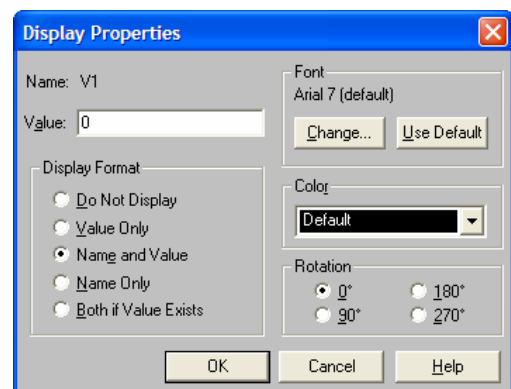 Display Properties
Name: V1
Value: 0
Display Format
Do Not Display
Value Only
Name and Value
Name Only
Both if Value Exists
Font
Arial 7 (default)
Change... Use Default
Color
Default
Rotation
0° 180°
90° 270°
OK Cancel Help